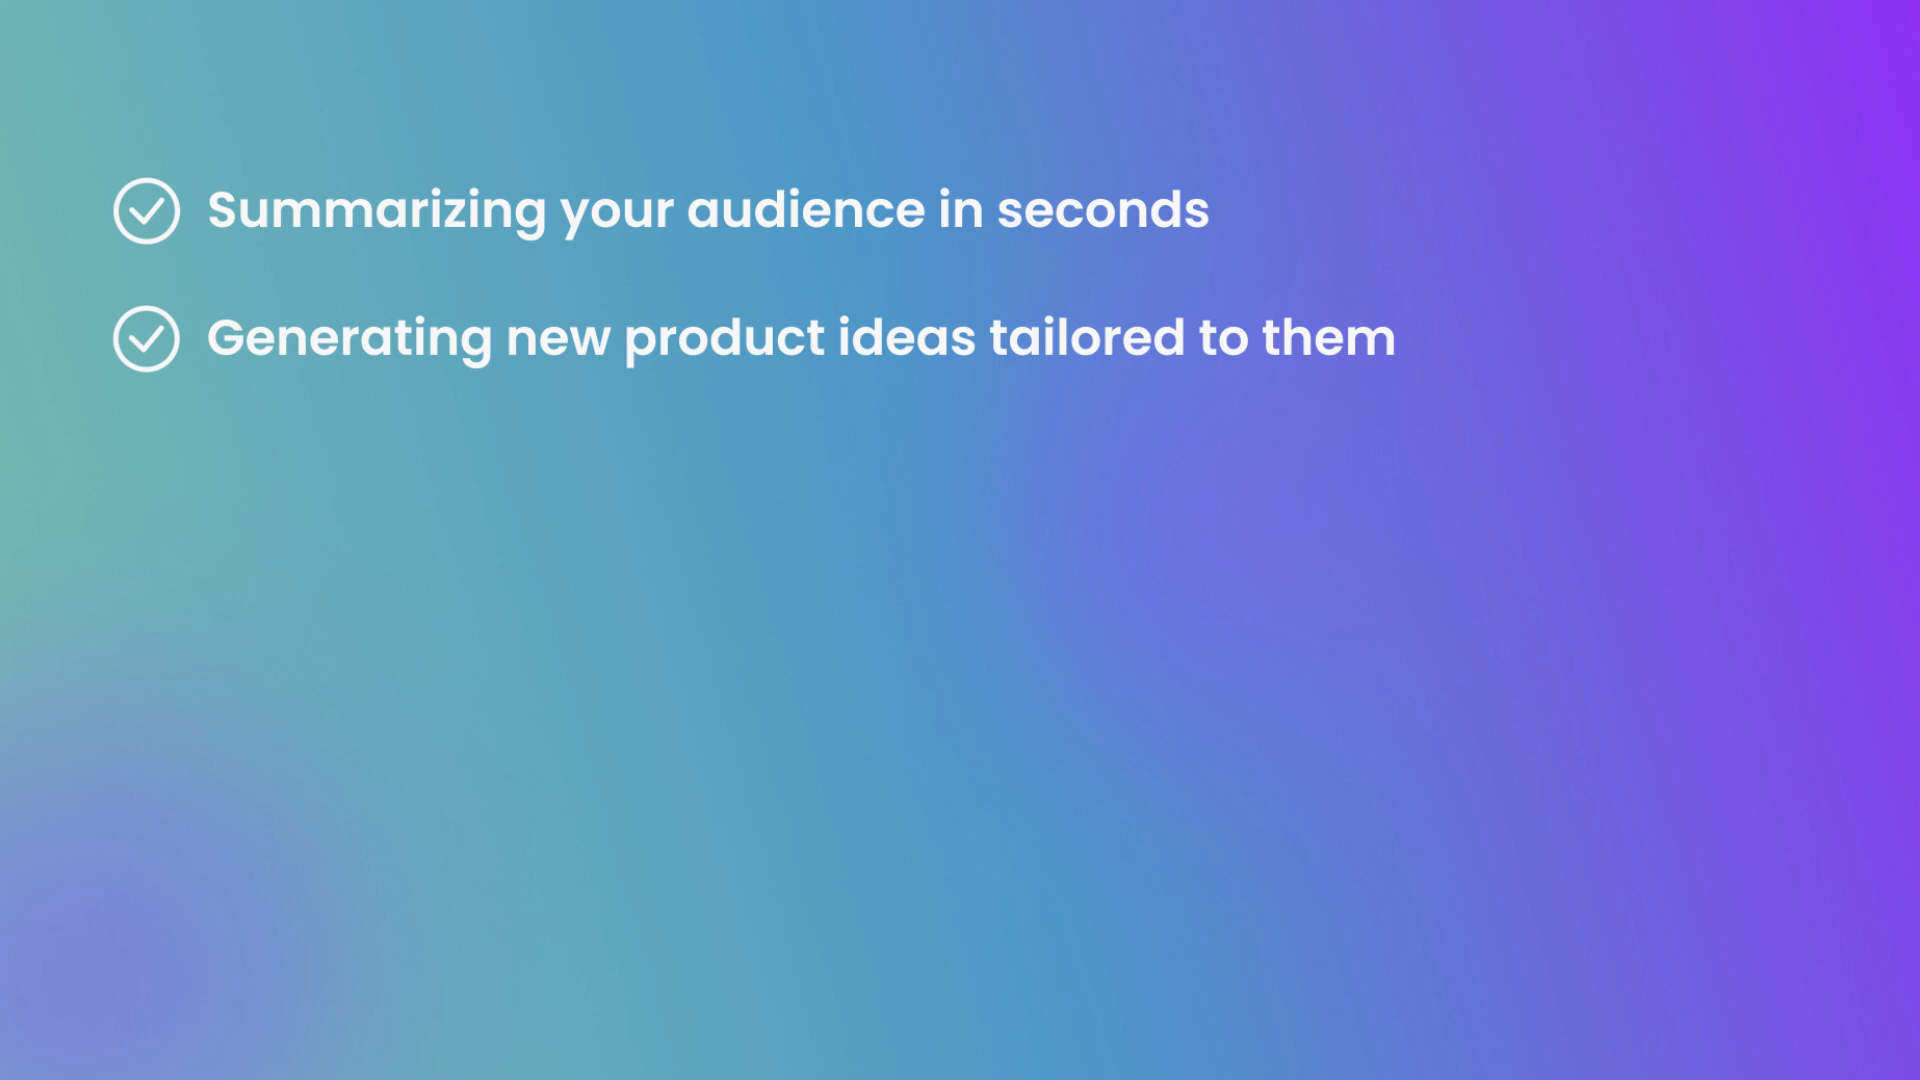 Summarizing your audience in seconds
Generating new product ideas tailored to them